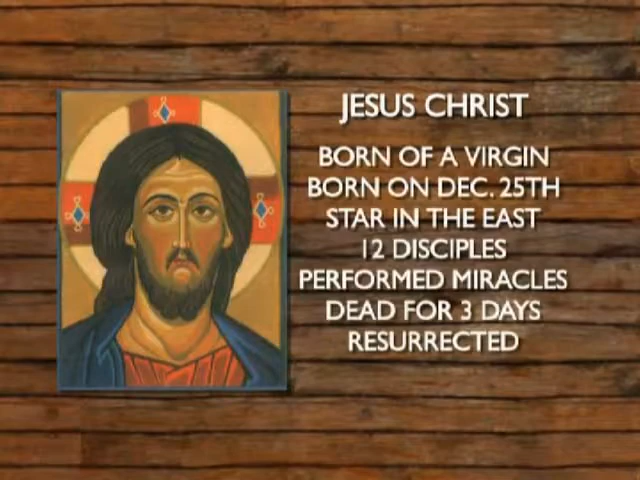 JESUS CHRIST
BORN OF A VIRGIN
BORN ON DEC. 25TH
STAR IN THE EAST
12 DISCIPLES
PERFORMED MIRACLES
DEAD FOR 3 DAYS
RESURRECTED